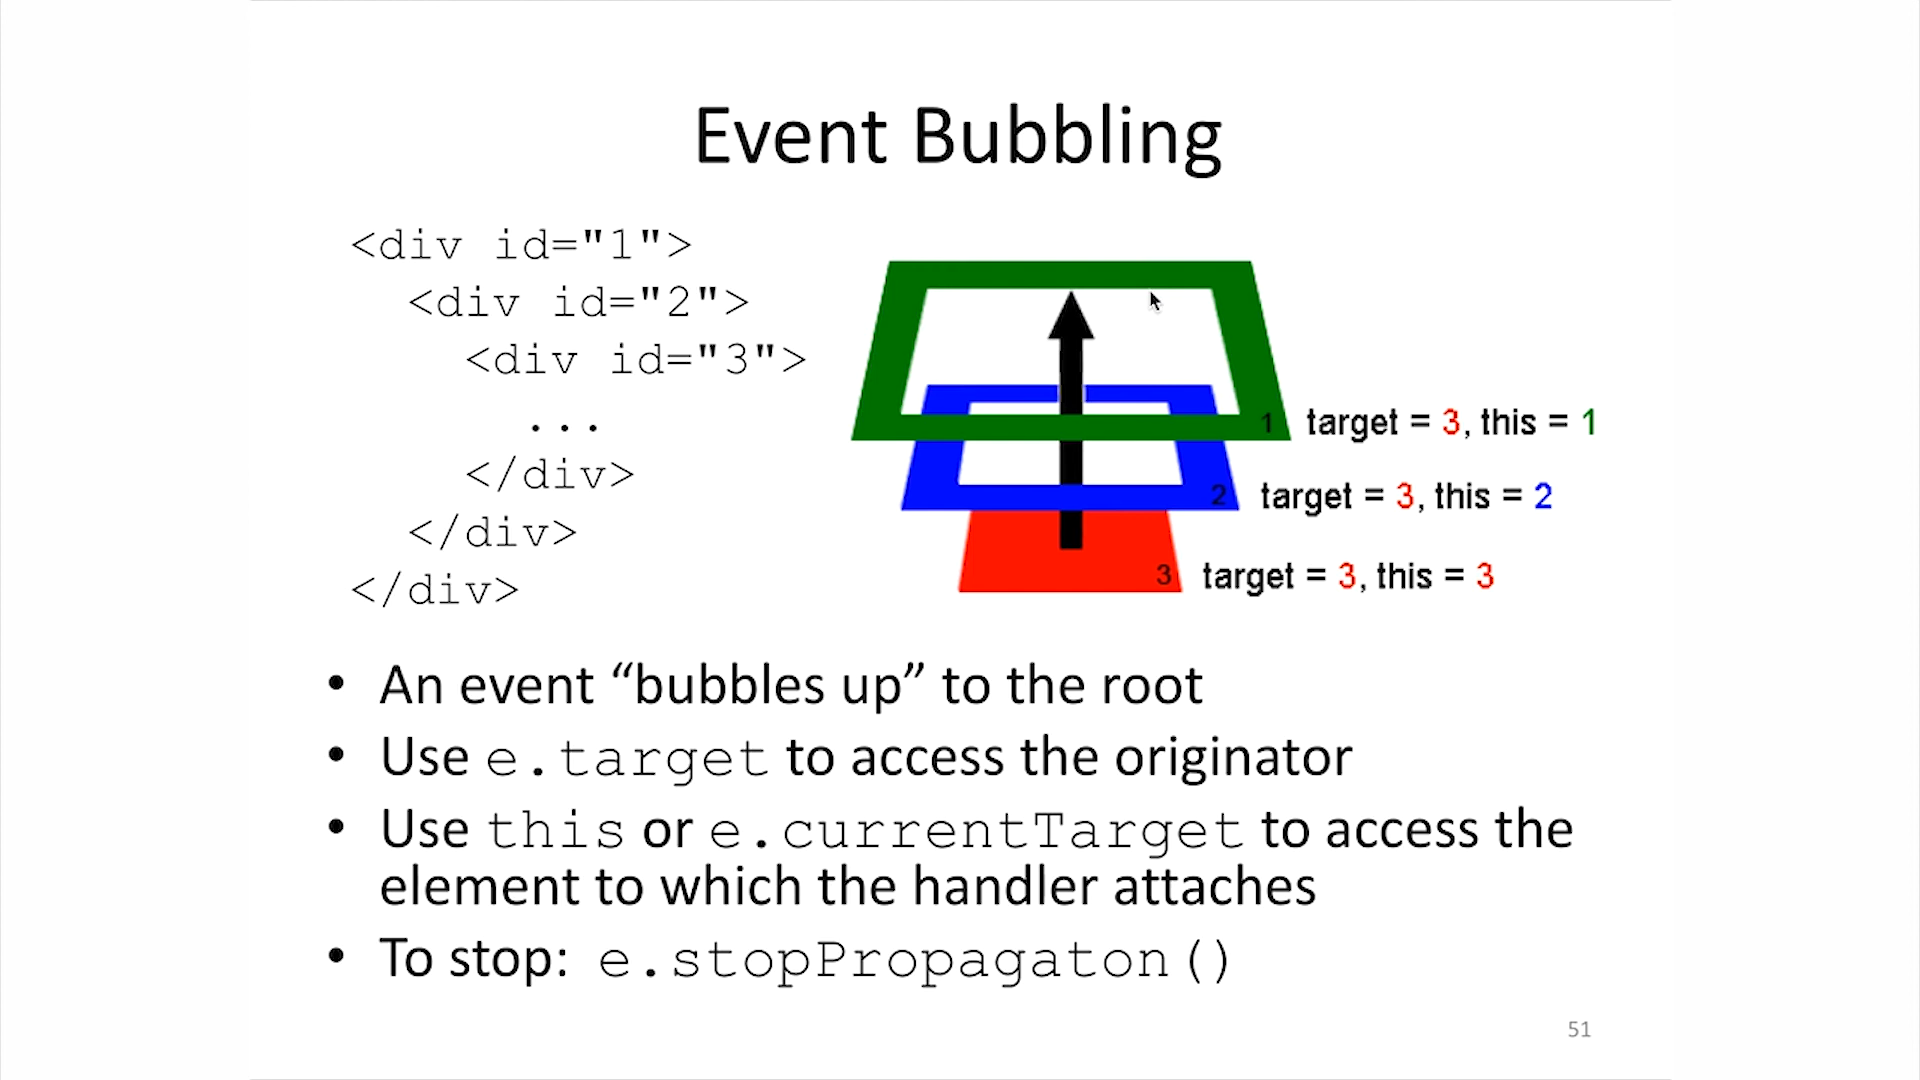 Event Bubbling
<div id="1">
<div id="2">
<div id="3">
...
</div>
</div>
</div>
1 target = 3, this = 1
2 target = 3, this = 2
3 target = 3, this = 3
• An event “bubbles up” to the root
• Use e.target to access the originator
• Use this or e.currentTarget to access the
element to which the handler attaches
• To stop: e.stopPropagaton()
51